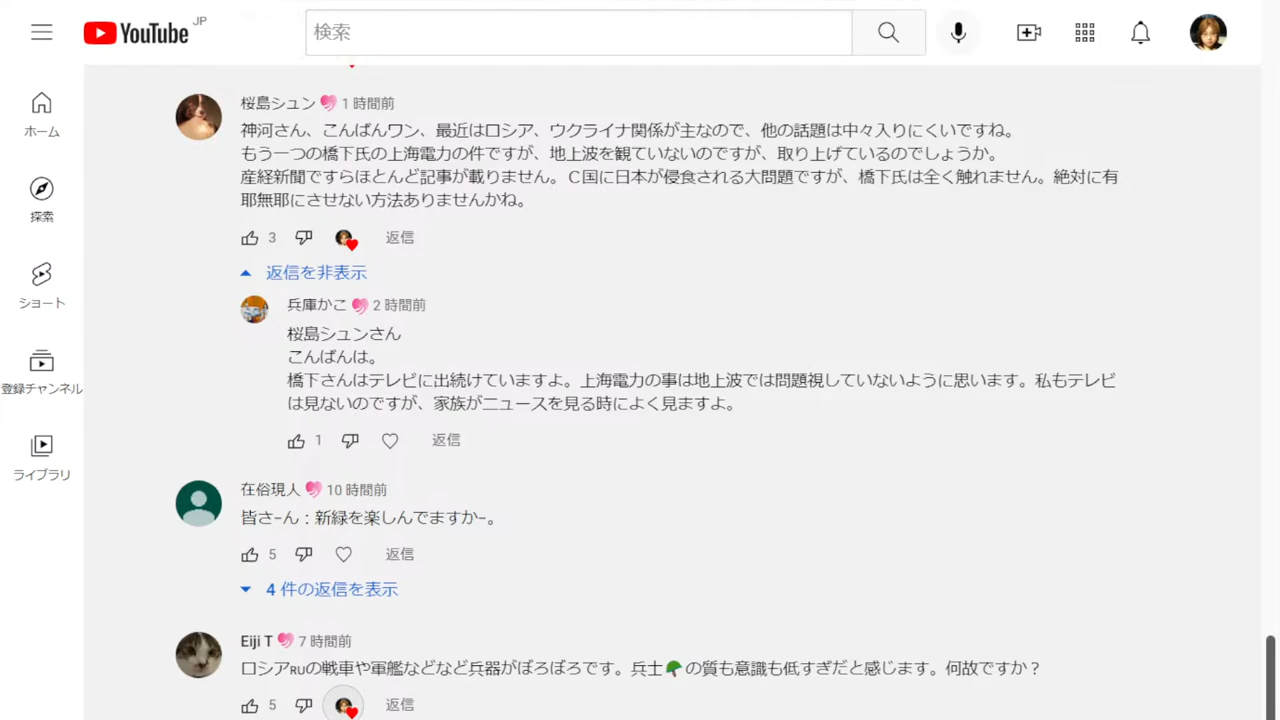 YouTube JP
検索
ホーム
探索
ショート
登録チャンネル
ライブラリ
桜島シュン 1 時間前
神河さん、こんばんワン、最近はロシア、ウクライナ関係が主なので、他の話題は中々入りにくいですね。
もう一つの橋下氏の上海電力の件ですが、地上波を観ていないのですが、取り上げているのでしょうか。
産経新聞ですらほとんど記事が載りません。Ｃ国に日本が侵食される大問題ですが、橋下氏は全く触れません。絶対に有
耶無耶にさせない方法ありませんかね。
3 返信
返信を非表示
兵庫かこ 2 時間前
桜島シュンさん
こんばんは。
橋下さんはテレビに出続けていますよ。上海電力の事は地上波では問題視していないように思います。私もテレビ
は見ないのですが、家族がニュースを見る時によく見ますよ。
1 返信
在俗現人 10 時間前
皆さ−ん：新緑を楽しんでますか−。
5 返信
4 件の返信を表示
Eiji T 7 時間前
ロシアRUの戦車や軍艦などなど兵器がぼろぼろです。兵士🪖の質も意識も低すぎだと感じます。何故ですか？
5 返信